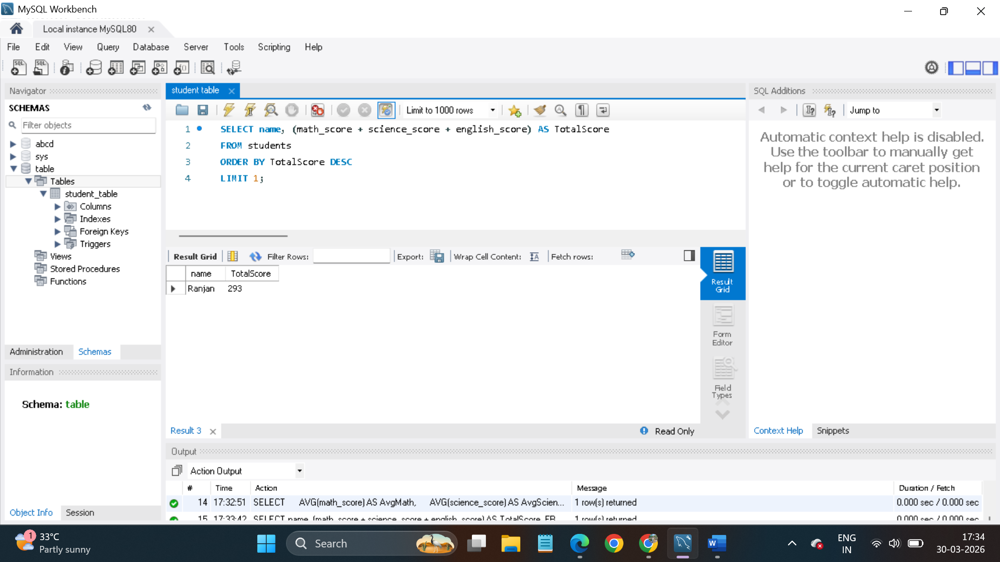 MySQL Workbench
Local instance MySQL80
File Edit View Query Database Server Tools Scripting Help
Navigator
SCHEMAS
Filter objects
abcd
sys
table
Tables
student_table
Columns
Indexes
Foreign Keys
Triggers
Views
Stored Procedures
Functions
Administration Schemas
Information
Schema: table
Object Info Session
student table
Limit to 1000 rows
1 SELECT name, (math_score + science_score + english_score) AS TotalScore
2 FROM students
3 ORDER BY TotalScore DESC
4 LIMIT 1;
Result Grid Filter Rows: Export: Wrap Cell Content: Fetch rows:
name TotalScore
Ranjan 293
Result Grid
Form Editor
Field Types
Result 3
Read Only
SQL Additions
Jump to
Automatic context help is disabled.
Use the toolbar to manually get
help for the current caret position
or to toggle automatic help.
Context Help Snippets
Output
Action Output
# Time Action Message Duration / Fetch
14 17:32:51 SELECT AVG(math_score) AS AvgMath, AVG(science_score) AS AvgScien... 1 row(s) returned 0.000 sec / 0.000 sec
15 17:33:42 SELECT name, (math_score + science_score + english_score) AS TotalScore 1 row(s) returned 0.000 sec / 0.000 sec
1
33°C
Partly sunny
Search
ENG
IN
17:34
30-03-2026